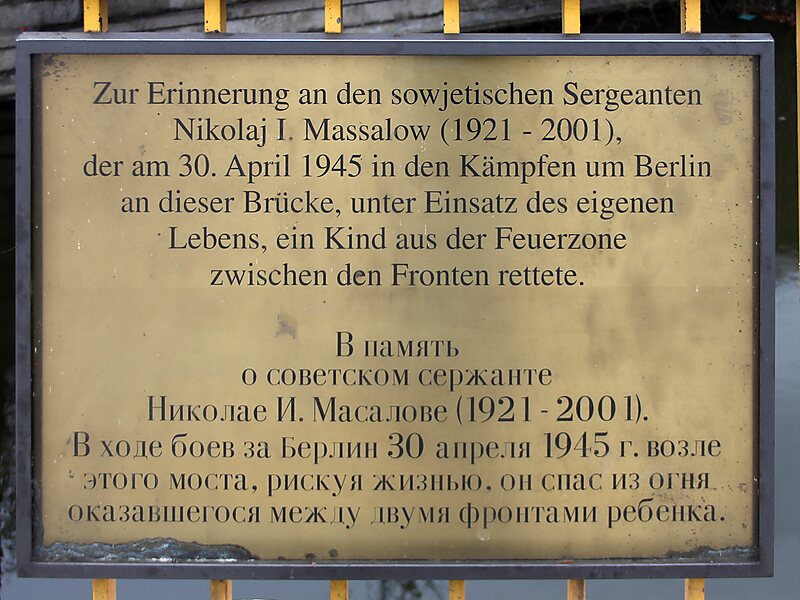 Zur Erinnerung an den sowjetischen Sergeanten
Nikolaj I. Massalow (1921 - 2001),
der am 30. April 1945 in den Kämpfen um Berlin
an dieser Brücke, unter Einsatz des eigenen
Lebens, ein Kind aus der Feuerzone
zwischen den Fronten rettete.
В память
о советском сержанте
Николае И. Масалове (1921 - 2001).
В ходе боев за Берлин 30 апреля 1945 г. возле
этого моста, рискуя жизнью. он спас из огня
оказавшегося между двумя фронтами ребенка.